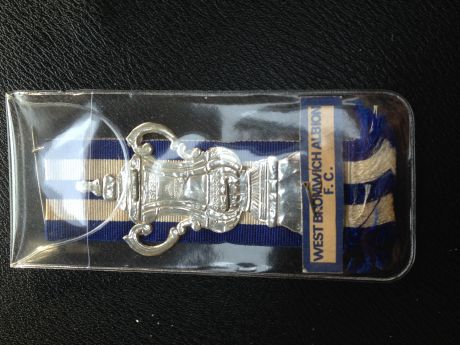 WEST BROMWICH ALBION
F. C.